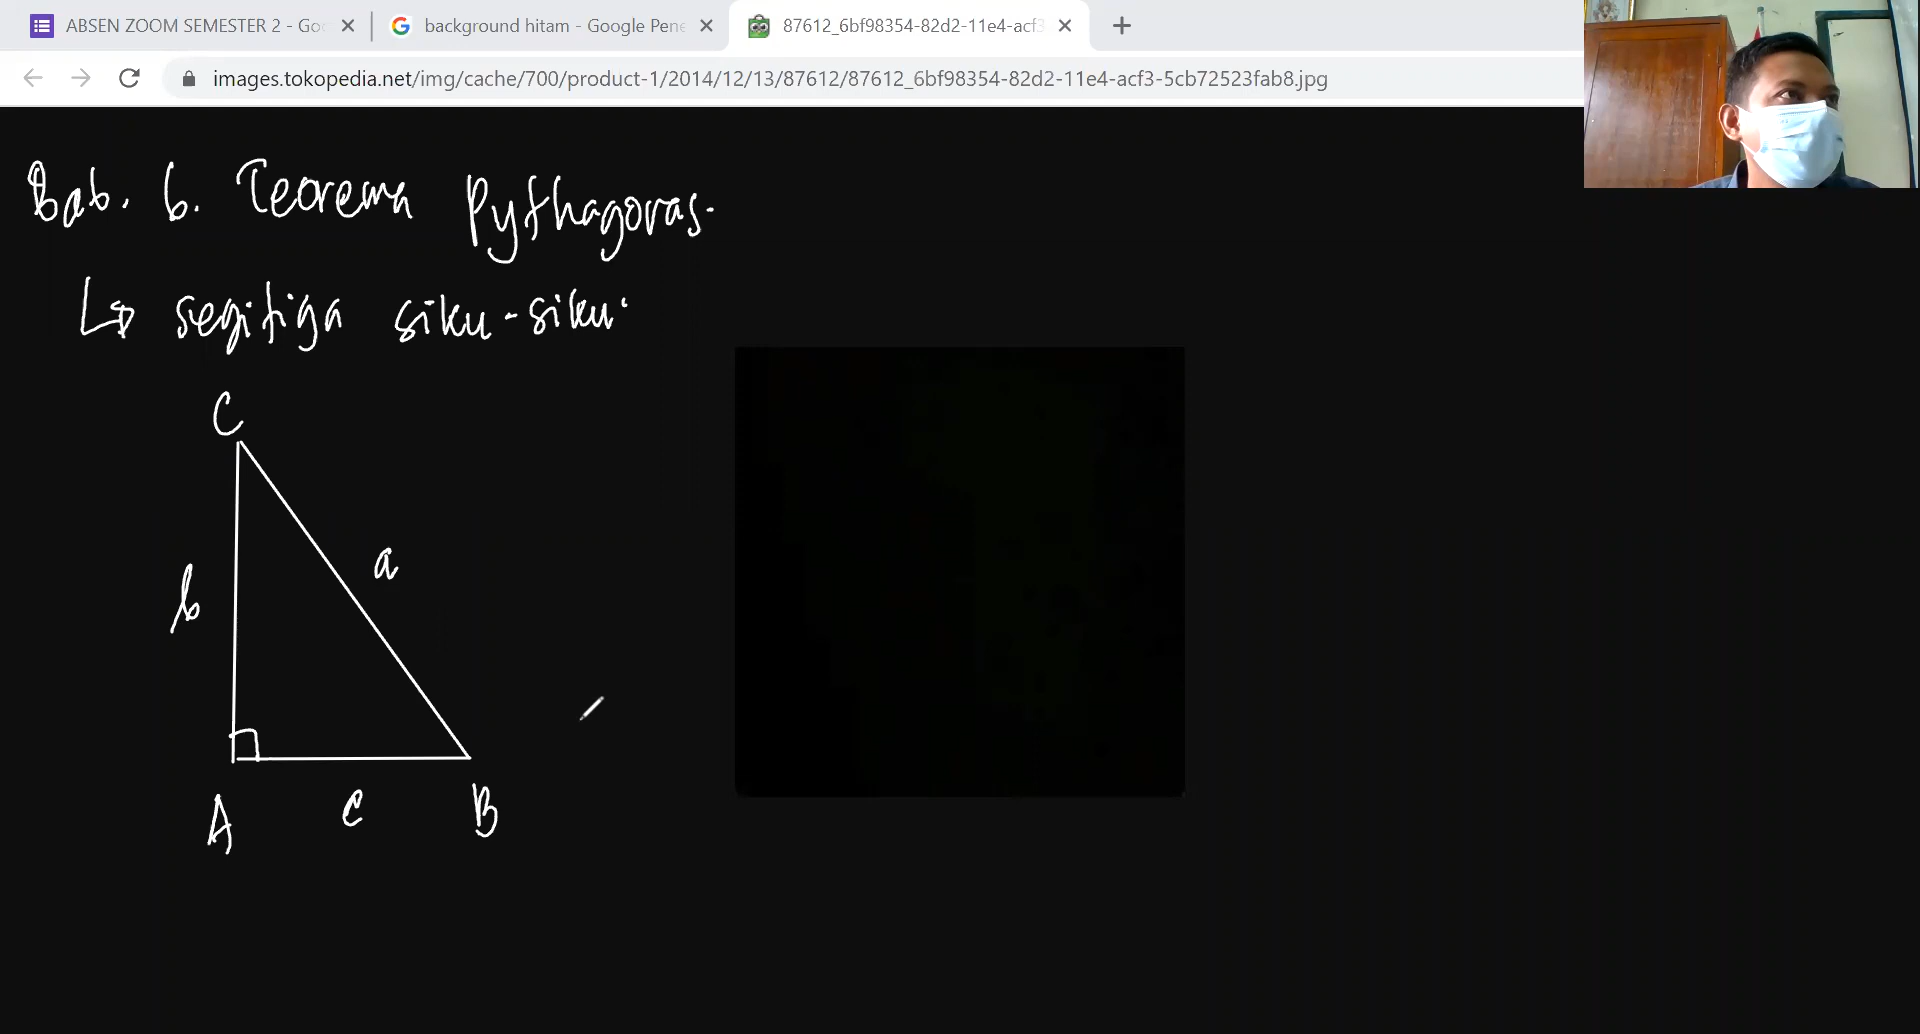 ABSEN ZOOM SEMESTER 2 - Goo
background hitam - Google Pene
87612_6bf98354-82d2-11e4-acf3
images.tokopedia.net/img/cache/700/product-1/2014/12/13/87612/87612_6bf98354-82d2-11e4-acf3-5cb72523fab8.jpg
Bab. 6. Teorema Pythagoras.
↳ segitiga siku-siku.
C
a
b
A
c
B